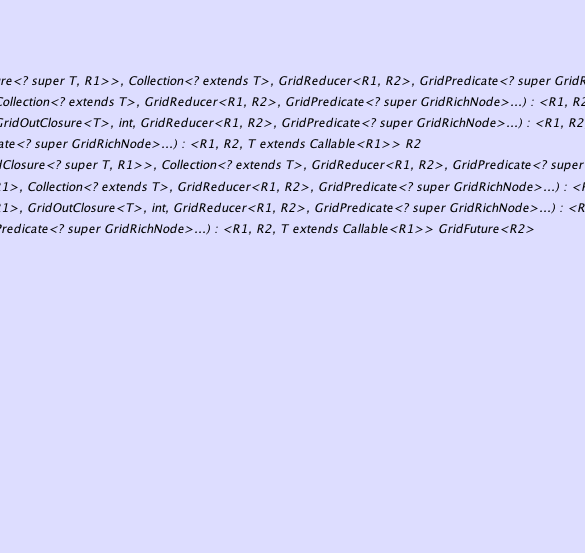 re<? super T, R1>>, Collection<? extends T>, GridReducer<R1, R2>, GridPredicate<? super GridR
Collection<? extends T>, GridReducer<R1, R2>, GridPredicate<? super GridRichNode>...) : <R1, R2
GridOutClosure<T>, int, GridReducer<R1, R2>, GridPredicate<? super GridRichNode>...) : <R1, R2
ate<? super GridRichNode>...) : <R1, R2, T extends Callable<R1>> R2
dClosure<? super T, R1>>, Collection<? extends T>, GridReducer<R1, R2>, GridPredicate<? super
1>, Collection<? extends T>, GridReducer<R1, R2>, GridPredicate<? super GridRichNode>...) : <R
1>, GridOutClosure<T>, int, GridReducer<R1, R2>, GridPredicate<? super GridRichNode>...) : <R
Predicate<? super GridRichNode>...) : <R1, R2, T extends Callable<R1>> GridFuture<R2>